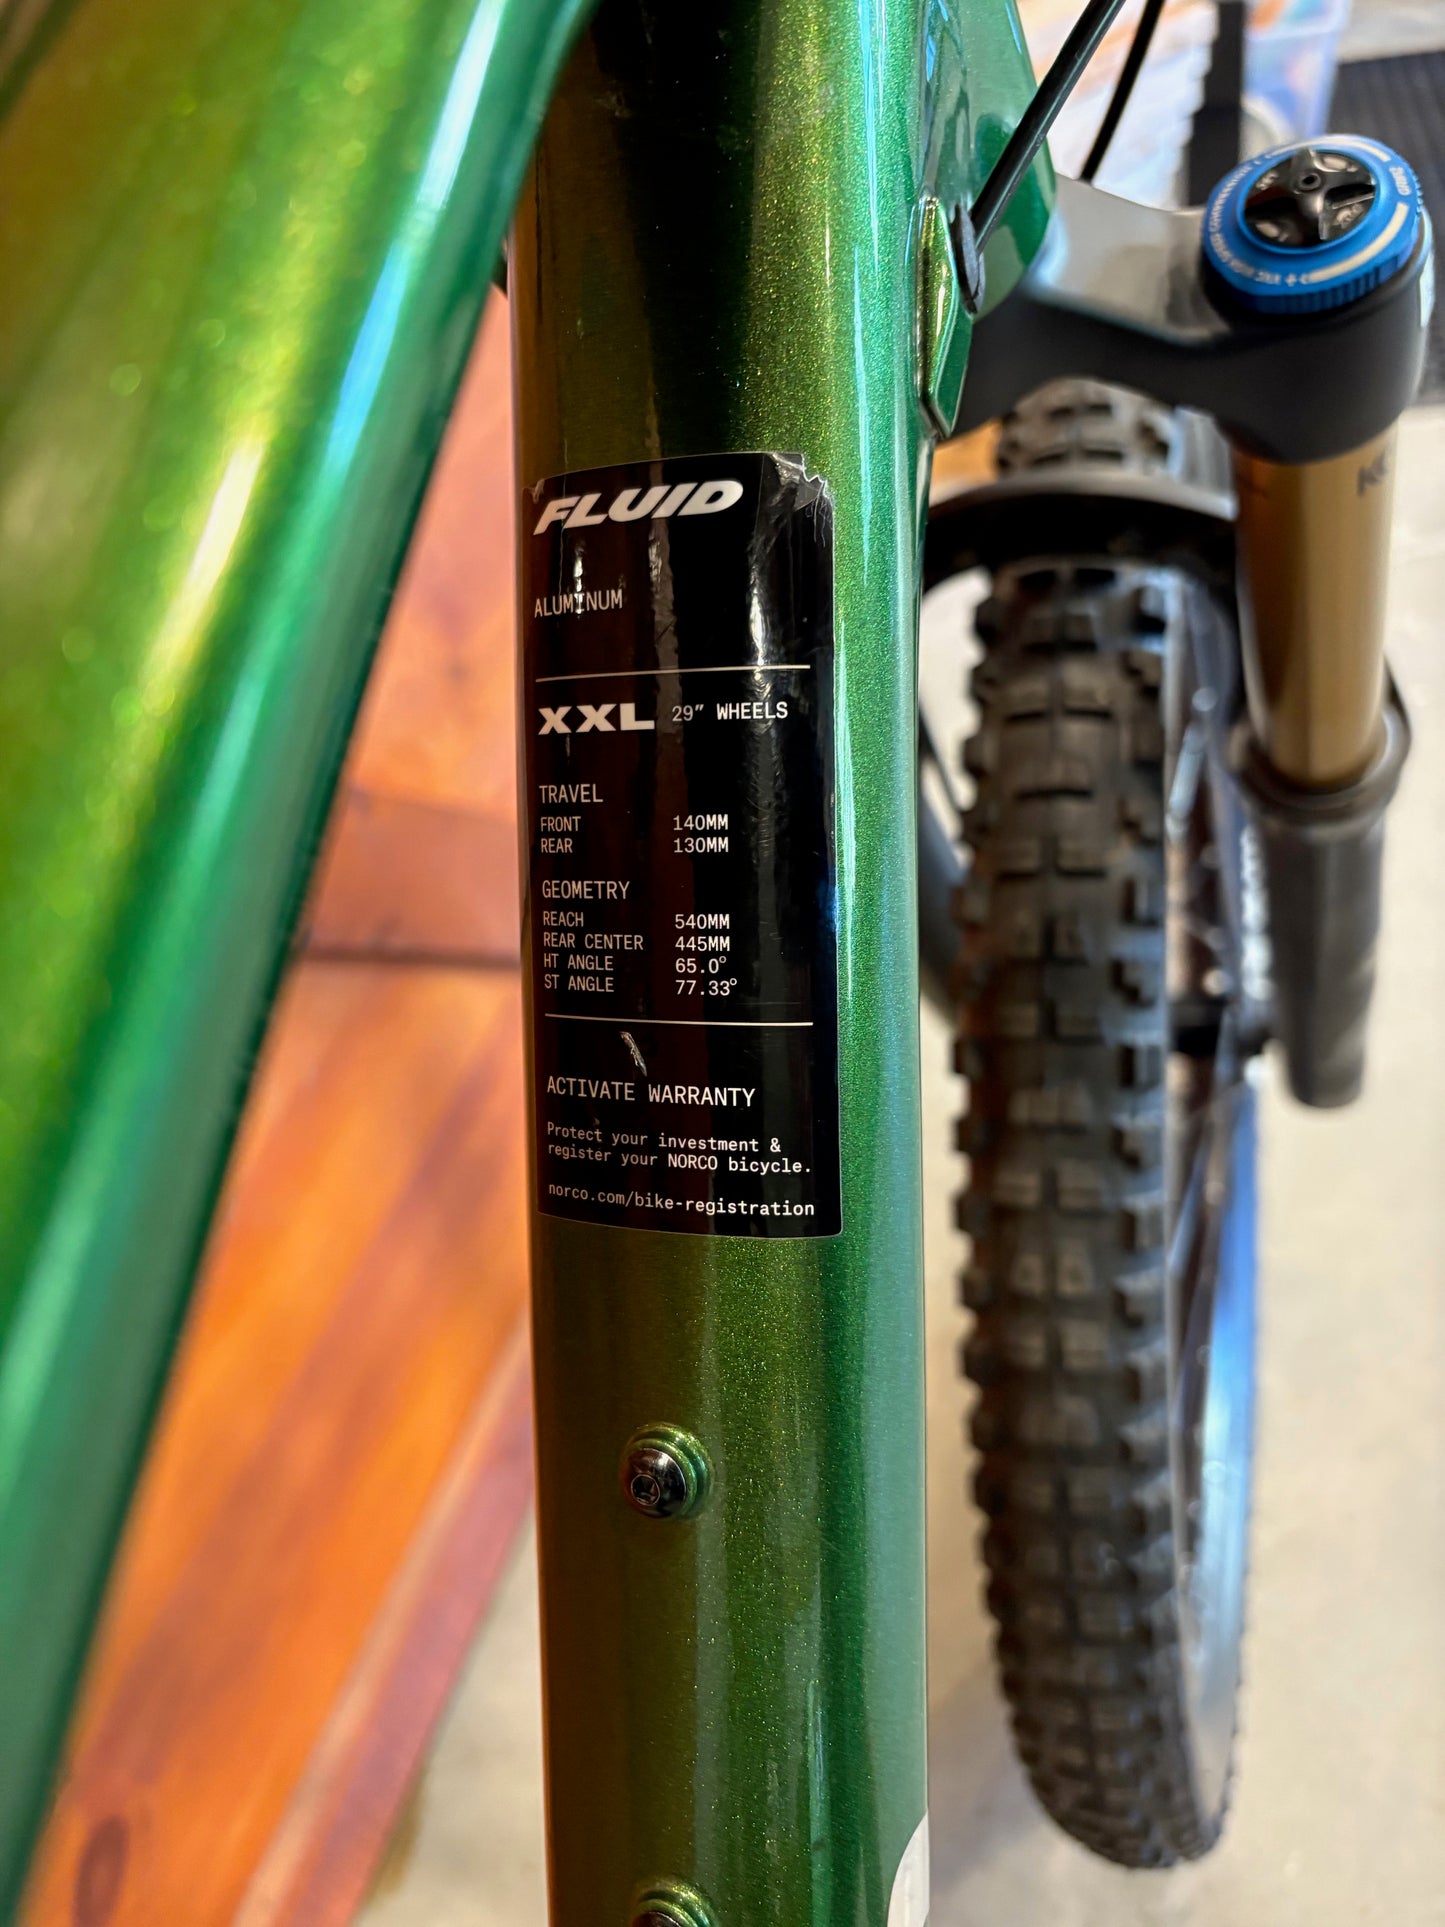 FLUID
ALUMINUM
XXL 29” WHEELS
TRAVEL
FRONT 140MM
REAR 130MM
GEOMETRY
REACH 540MM
REAR CENTER 445MM
HT ANGLE 65.0°
ST ANGLE 77.33°
ACTIVATE WARRANTY
Protect your investment &
register your NORCO bicycle.
norco.com/bike-registration
GRIP2